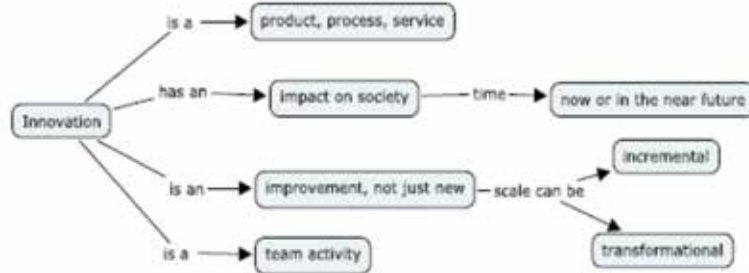 is a
product, process, service
has an
impact on society
time
now or in the near future
Innovation
incremental
is an
improvement, not just new
scale can be
is a
team activity
transformational